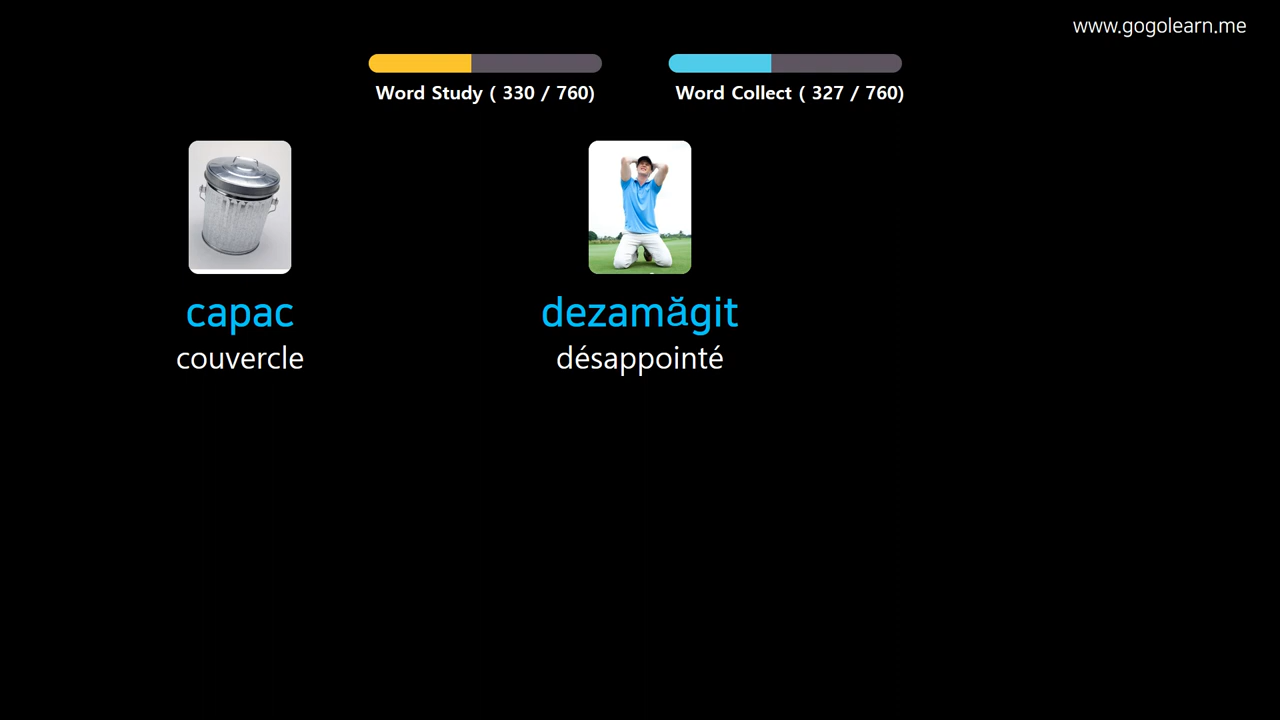 www.gogolearn.me
Word Study ( 330 / 760)
Word Collect ( 327 / 760)
capac
couvercle
dezamăgit
désappointé